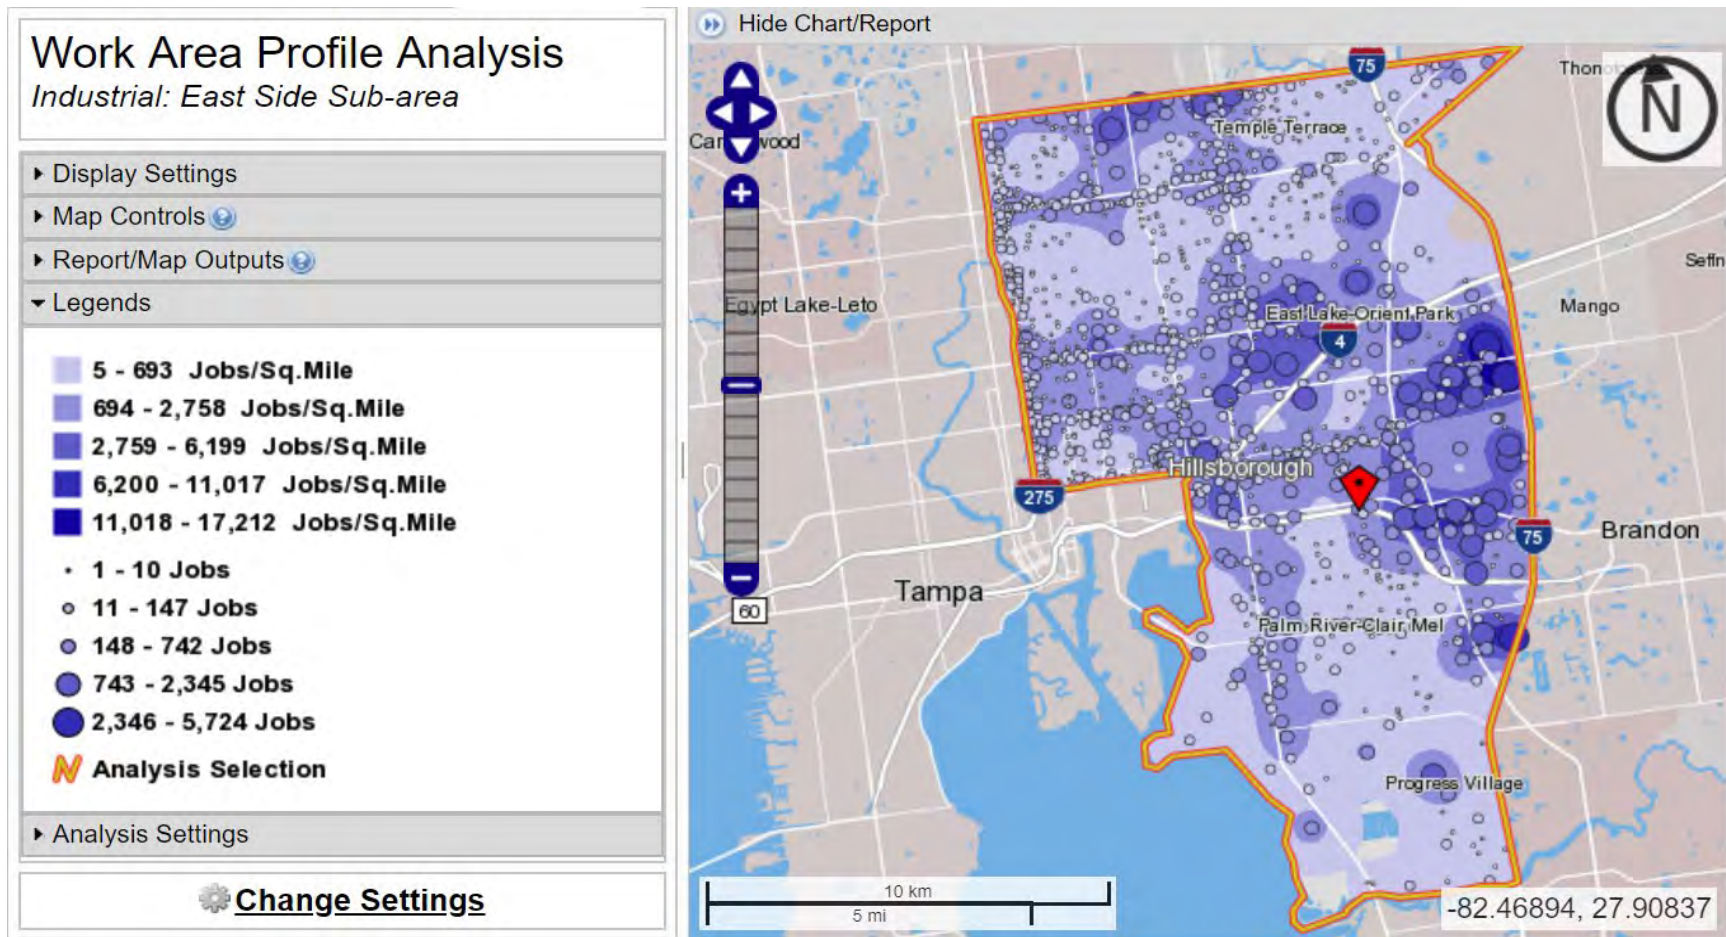 Work Area Profile Analysis
Industrial: East Side Sub-area
Display Settings
Map Controls
Report/Map Outputs
Legends
5 - 693 Jobs/Sq.Mile
694 - 2,758 Jobs/Sq.Mile
2,759 - 6,199 Jobs/Sq.Mile
6,200 - 11,017 Jobs/Sq.Mile
11,018 - 17,212 Jobs/Sq.Mile
1 - 10 Jobs
11 - 147 Jobs
148 - 742 Jobs
743 - 2,345 Jobs
2,346 - 5,724 Jobs
Analysis Selection
Analysis Settings
Change Settings
Hide Chart/Report
75
N
Temple Terrace
Egypt Lake-Leto
Seffn
Mango
East Lake-Orient Park
4
Hillsborough
275
75
Brandon
Tampa
60
Palm River-Clair Mel
Progress Village
10 km
5 mi
-82.46894, 27.90837